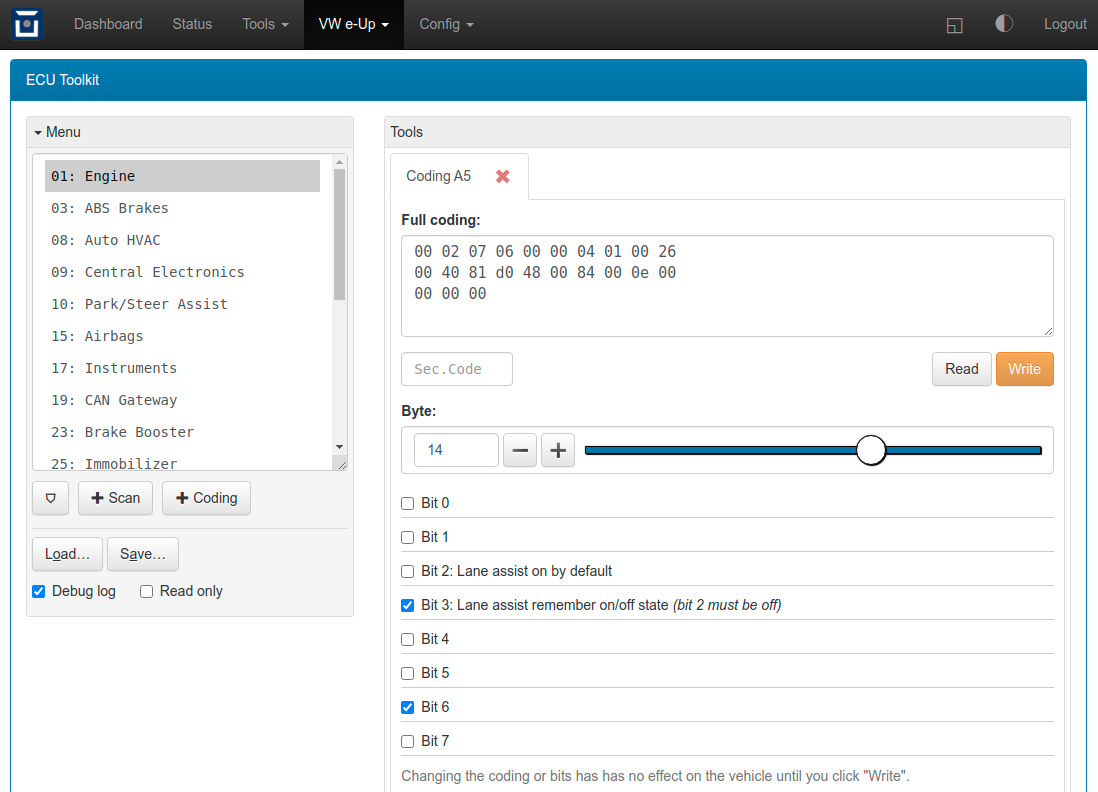 Dashboard Status Tools VW e-Up Config Logout
ECU Toolkit
Menu
01: Engine
03: ABS Brakes
08: Auto HVAC
09: Central Electronics
10: Park/Steer Assist
15: Airbags
17: Instruments
19: CAN Gateway
23: Brake Booster
25: Immobilizer
Scan Coding
Load… Save…
Debug log Read only
Tools
Coding A5
Full coding:
00 02 07 06 00 00 04 01 00 26
00 40 81 d0 48 00 84 00 0e 00
00 00 00
Sec.Code Read Write
Byte:
14
Bit 0
Bit 1
Bit 2: Lane assist on by default
Bit 3: Lane assist remember on/off state (bit 2 must be off)
Bit 4
Bit 5
Bit 6
Bit 7
Changing the coding or bits has has no effect on the vehicle until you click "Write".